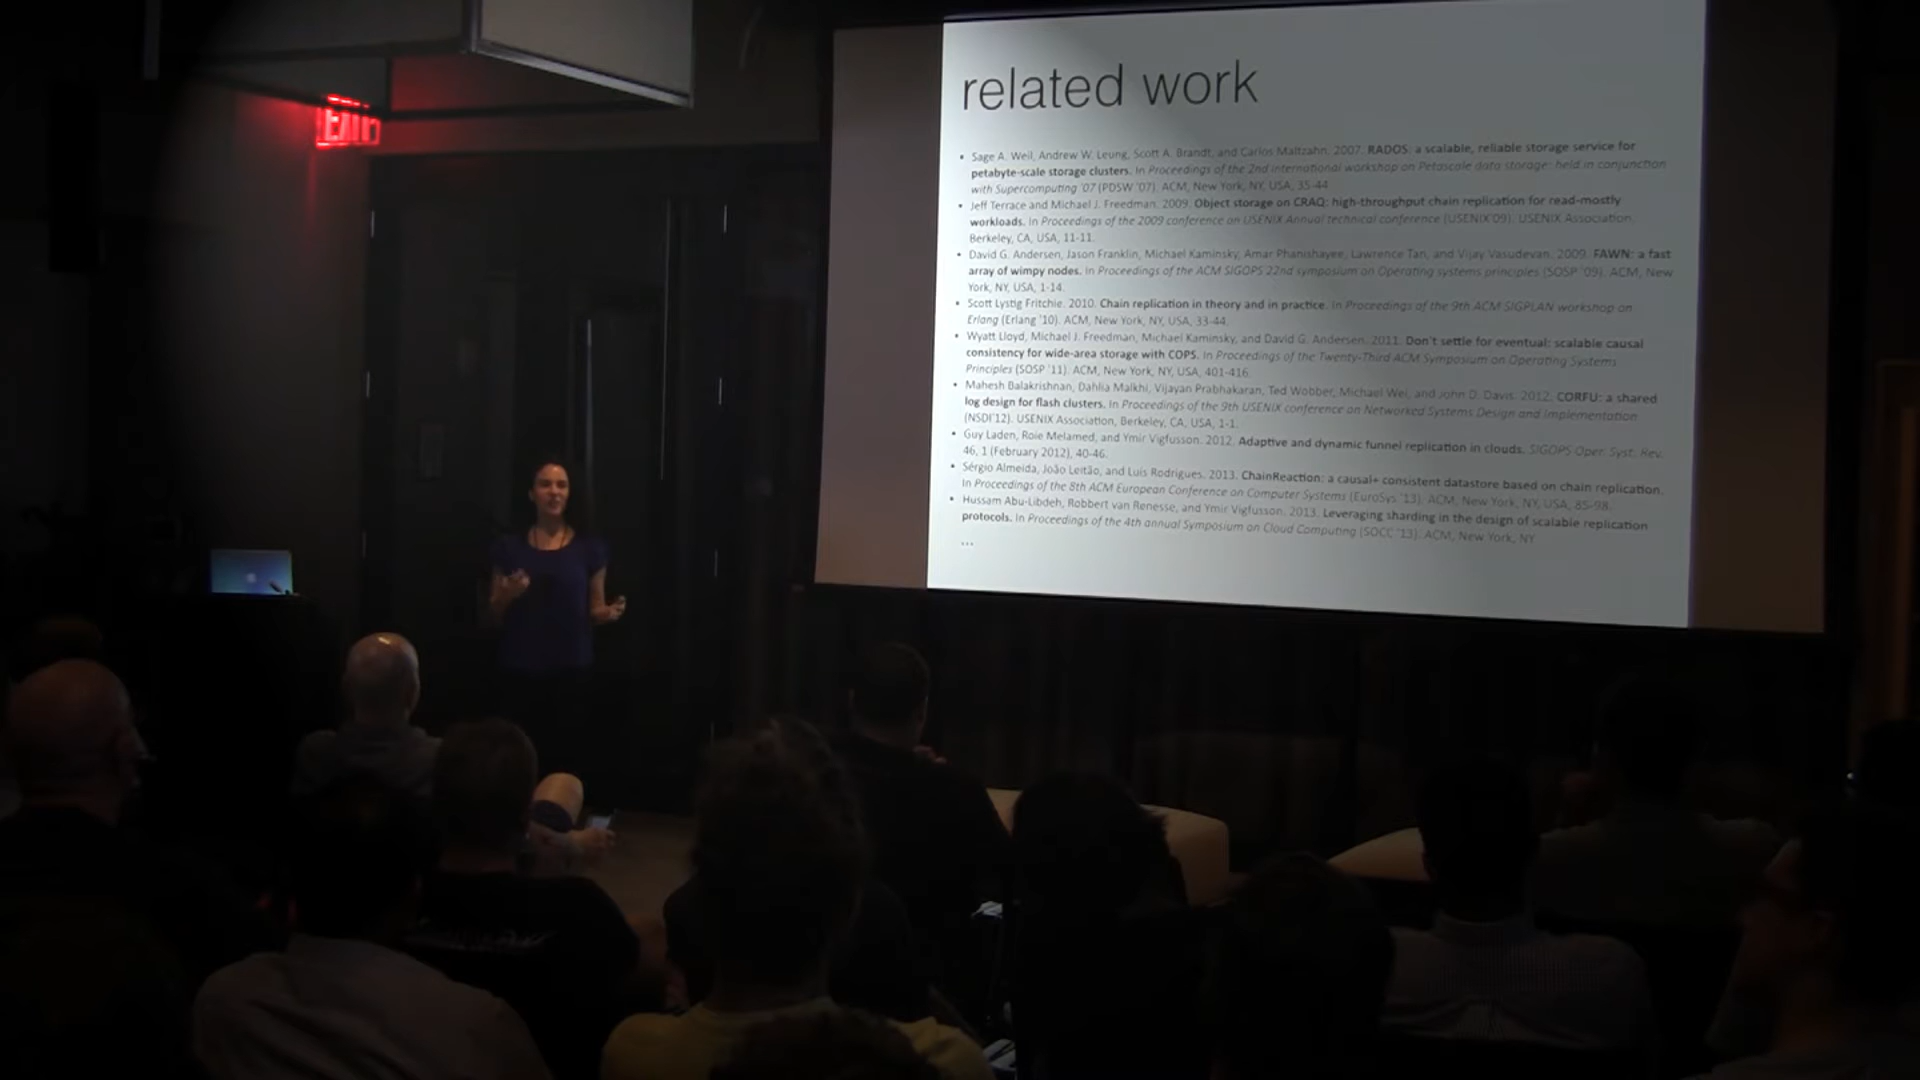 EXIT
related work
• Sage A. Weil, Andrew W. Leung, Scott A. Brandt, and Carlos Maltzahn. 2007. RADOS: a scalable, reliable storage service for
petabyte-scale storage clusters. In Proceedings of the 2nd international workshop on Petascale data storage: held in conjunction
with Supercomputing '07 (PDSW '07). ACM, New York, NY, USA, 35-44.
• Jeff Terrace and Michael J. Freedman. 2009. Object storage on CRAQ: high-throughput chain replication for read-mostly
workloads. In Proceedings of the 2009 conference on USENIX Annual technical conference (USENIX'09). USENIX Association,
Berkeley, CA, USA, 11-11.
• David G. Andersen, Jason Franklin, Michael Kaminsky, Amar Phanishayee, Lawrence Tan, and Vijay Vasudevan. 2009. FAWN: a fast
array of wimpy nodes. In Proceedings of the ACM SIGOPS 22nd symposium on Operating systems principles (SOSP '09). ACM, New
York, NY, USA, 1-14.
• Scott Lystig Fritchie. 2010. Chain replication in theory and in practice. In Proceedings of the 9th ACM SIGPLAN workshop on
Erlang (Erlang '10). ACM, New York, NY, USA, 33-44.
• Wyatt Lloyd, Michael J. Freedman, Michael Kaminsky, and David G. Andersen. 2011. Don't settle for eventual: scalable causal
consistency for wide-area storage with COPS. In Proceedings of the Twenty-Third ACM Symposium on Operating Systems
Principles (SOSP '11). ACM, New York, NY, USA, 401-416.
• Mahesh Balakrishnan, Dahlia Malkhi, Vijayan Prabhakaran, Ted Wobber, Michael Wei, and John D. Davis. 2012. CORFU: a shared
log design for flash clusters. In Proceedings of the 9th USENIX conference on Networked Systems Design and Implementation
(NSDI'12). USENIX Association, Berkeley, CA, USA, 1-1.
• Guy Laden, Roie Melamed, and Ymir Vigfusson. 2012. Adaptive and dynamic funnel replication in clouds. SIGOPS Oper. Syst. Rev.
46, 1 (February 2012), 40-46.
• Sérgio Almeida, João Leitão, and Luís Rodrigues. 2013. ChainReaction: a causal+ consistent datastore based on chain replication.
In Proceedings of the 8th ACM European Conference on Computer Systems (EuroSys '13). ACM, New York, NY, USA, 85-98.
• Hussam Abu-Libdeh, Robbert van Renesse, and Ymir Vigfusson. 2013. Leveraging sharding in the design of scalable replication
protocols. In Proceedings of the 4th annual Symposium on Cloud Computing (SOCC '13). ACM, New York, NY
...